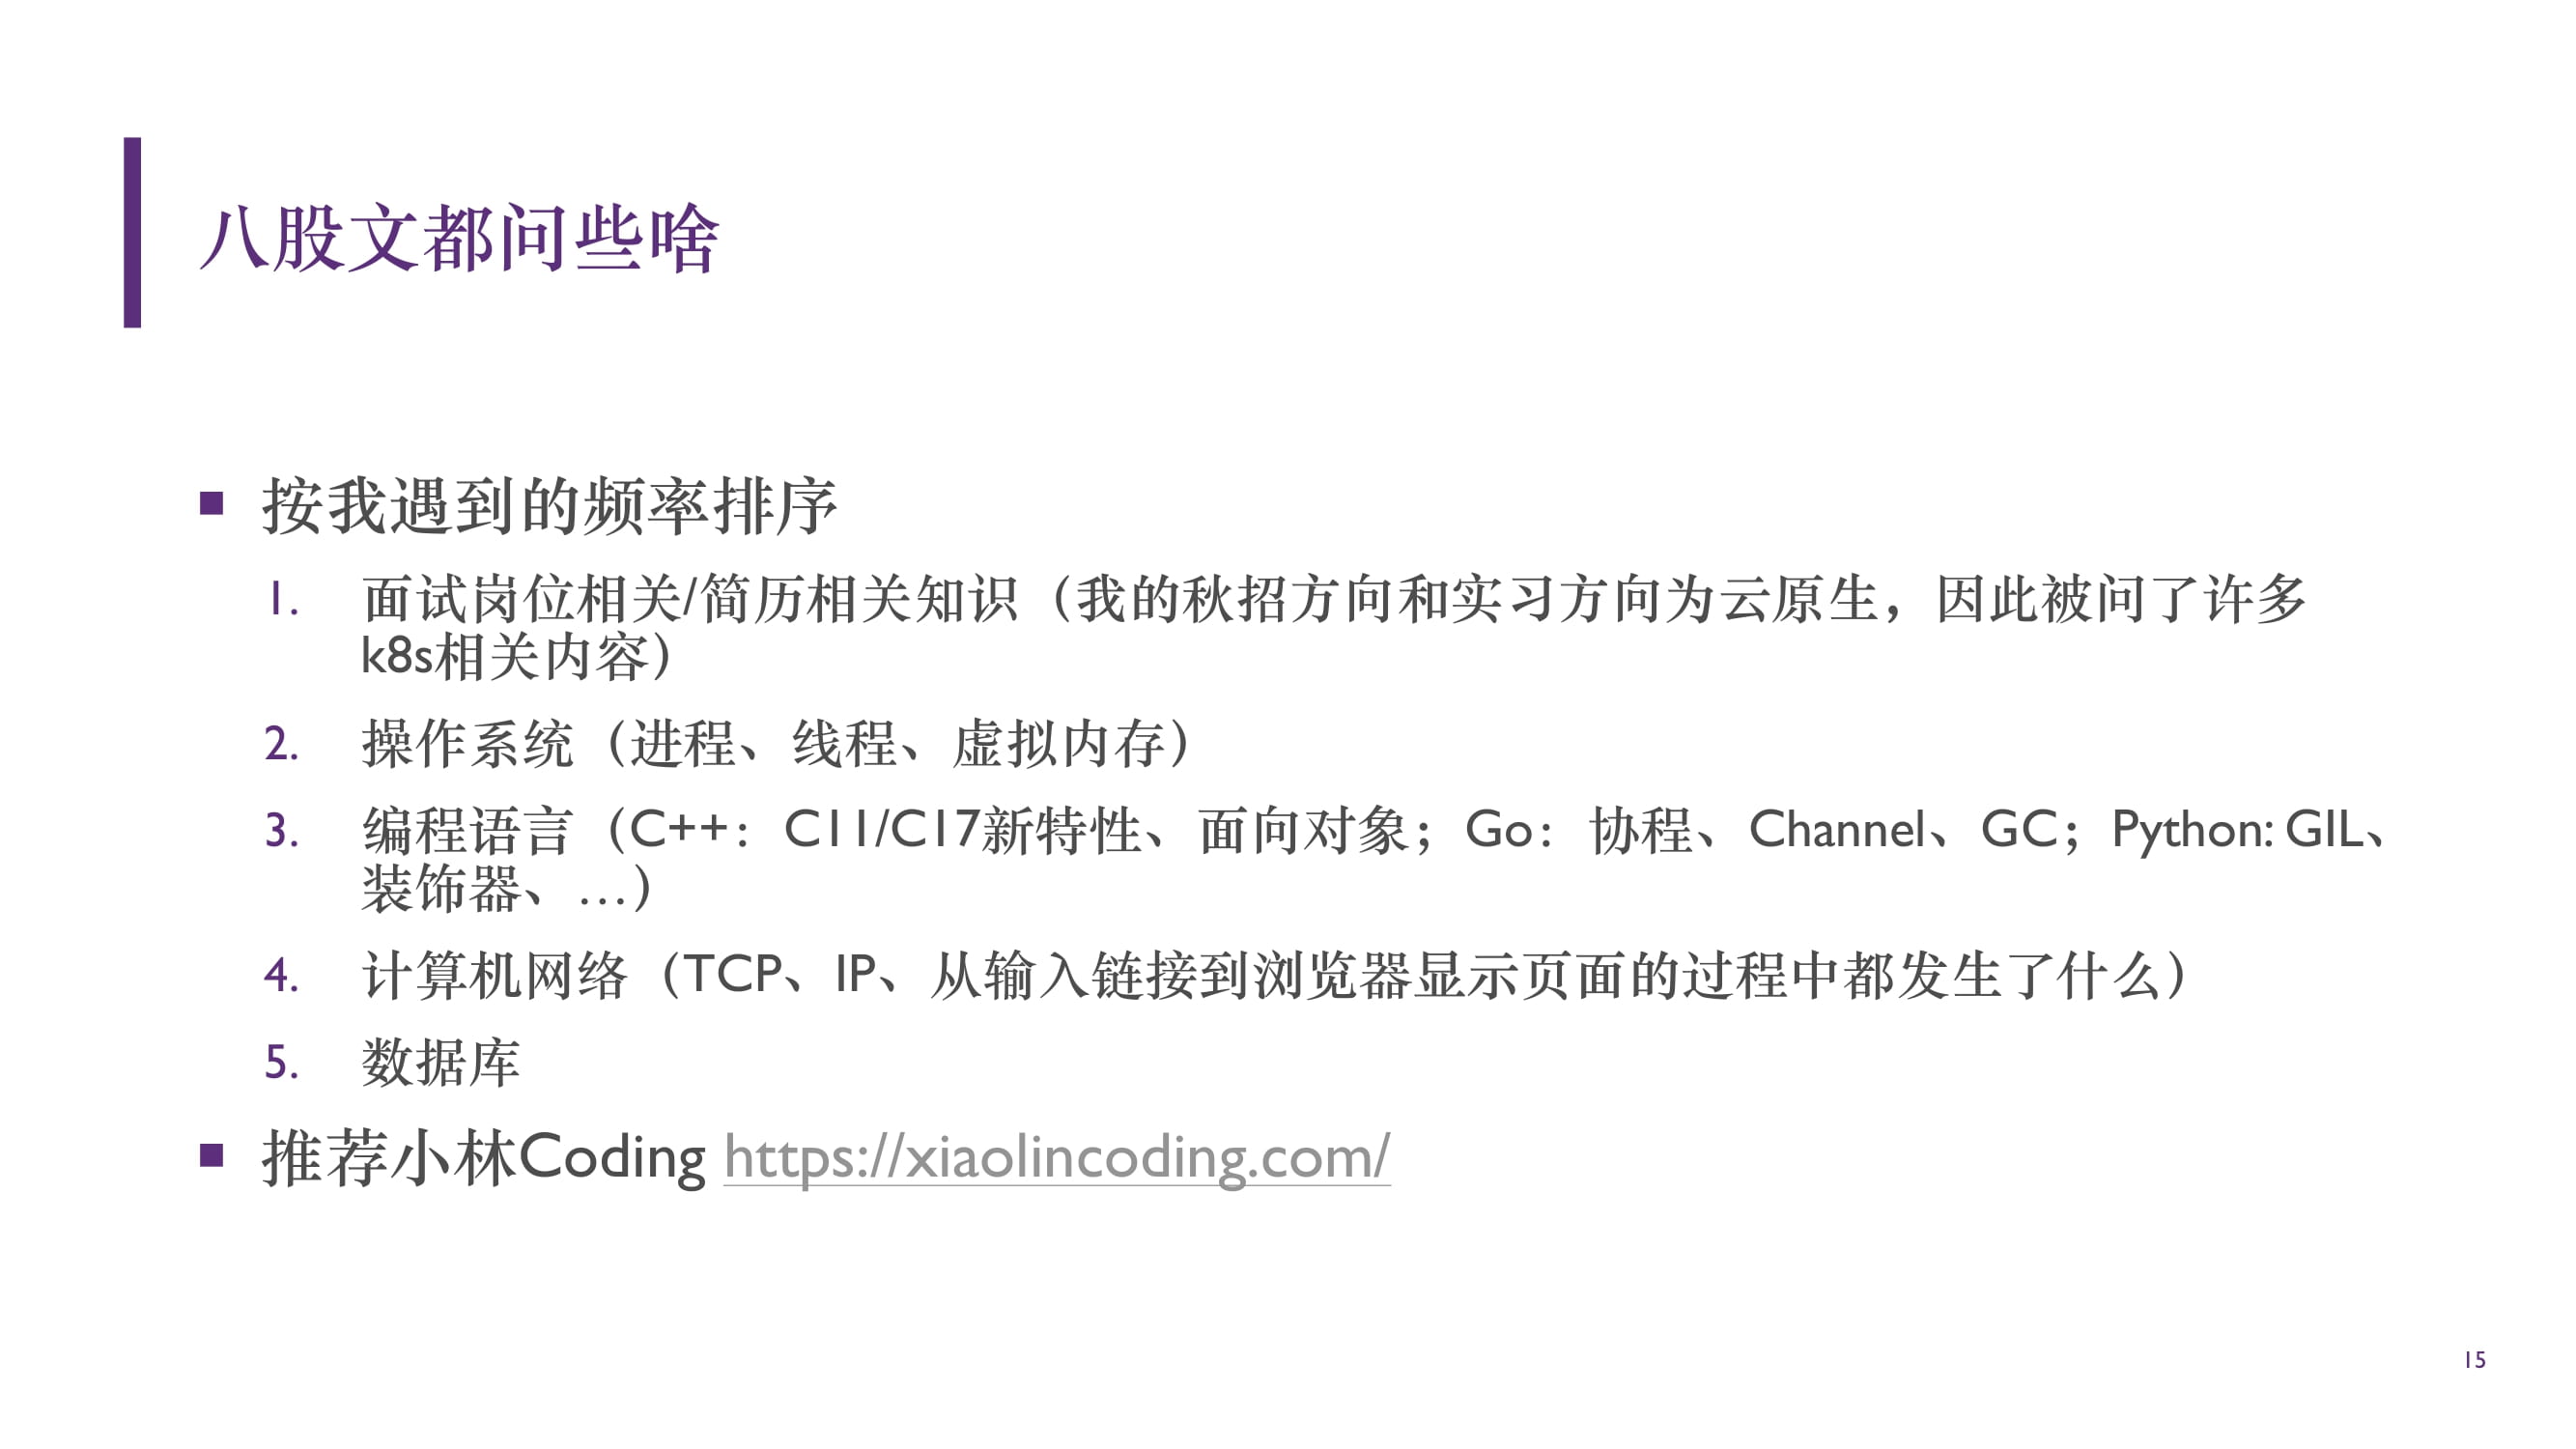 八股文都问些啥
▪ 按我遇到的频率排序
1. 面试岗位相关/简历相关知识（我的秋招方向和实习方向为云原生，因此被问了许多
k8s相关内容）
2. 操作系统（进程、线程、虚拟内存）
3. 编程语言（C++：C11/C17新特性、面向对象；Go：协程、Channel、GC；Python: GIL、
装饰器、…）
4. 计算机网络（TCP、IP、从输入链接到浏览器显示页面的过程中都发生了什么）
5. 数据库
▪ 推荐小林Coding https://xiaolincoding.com/
15